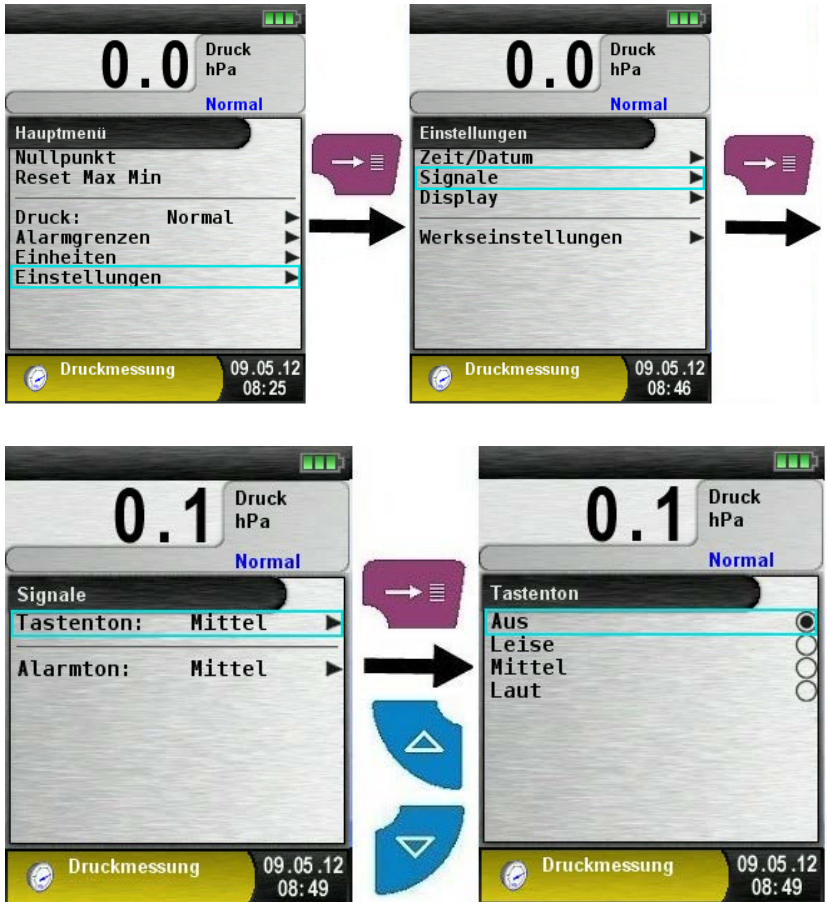 0.0
Druck
hPa
Normal
Hauptmenü
Nullpunkt
Reset Max Min
Druck: Normal
Alarmgrenzen
Einheiten
Einstellungen
Druckmessung
09.05.12
08:25
0.0
Druck
hPa
Normal
Einstellungen
Zeit/Datum
Signale
Display
Werkseinstellungen
Druckmessung
09.05.12
08:46
0.1
Druck
hPa
Normal
Signale
Tastenton: Mittel
Alarmton: Mittel
Druckmessung
09.05.12
08:49
0.1
Druck
hPa
Normal
Tastenton
Aus
Leise
Mittel
Laut
Druckmessung
09.05.12
08:49